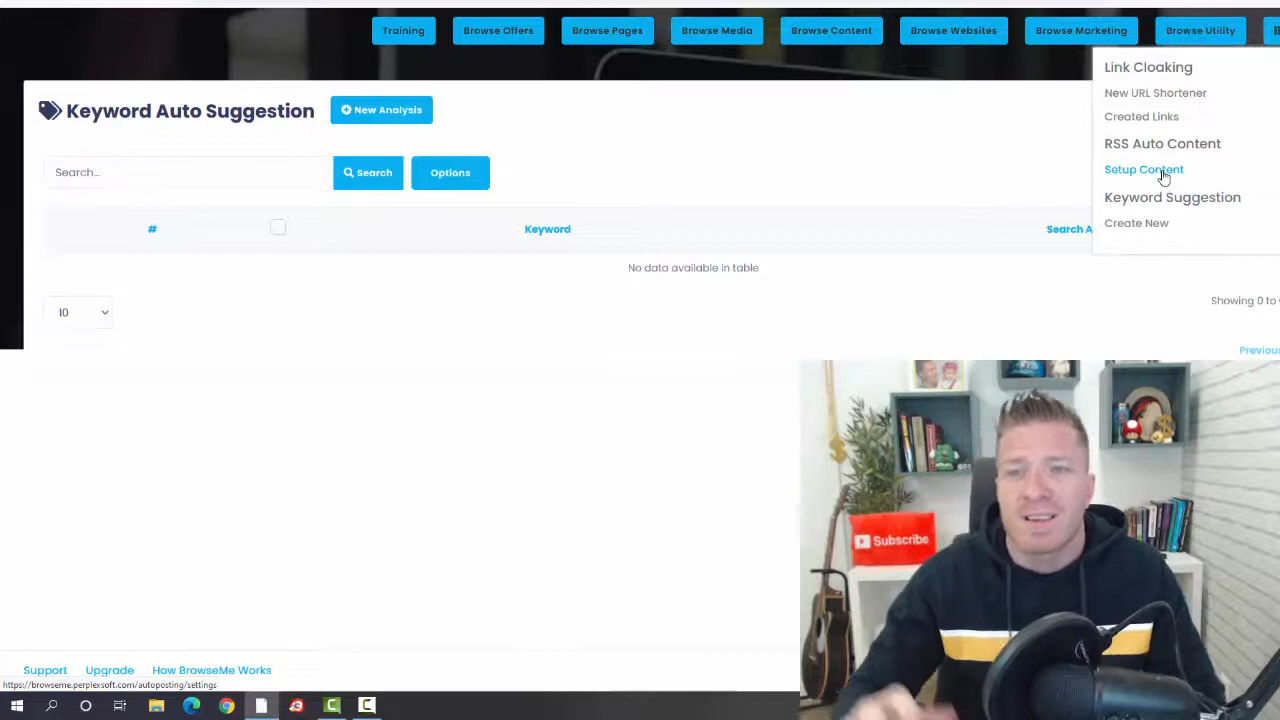 Training
Browse Offers
Browse Pages
Browse Media
Browse Content
Browse Websites
Browse Marketing
Browse Utility
Link Cloaking
New URL Shortener
Created Links
RSS Auto Content
Setup Content
Keyword Suggestion
Create New
Keyword Auto Suggestion
New Analysis
Search...
Search
Options
#
Keyword
Search A
No data available in table
10
Showing 0 to
Previous
Subscribe
Support
Upgrade
How BrowseMe Works
https://browseme.perplexsoft.com/autoposting/settings